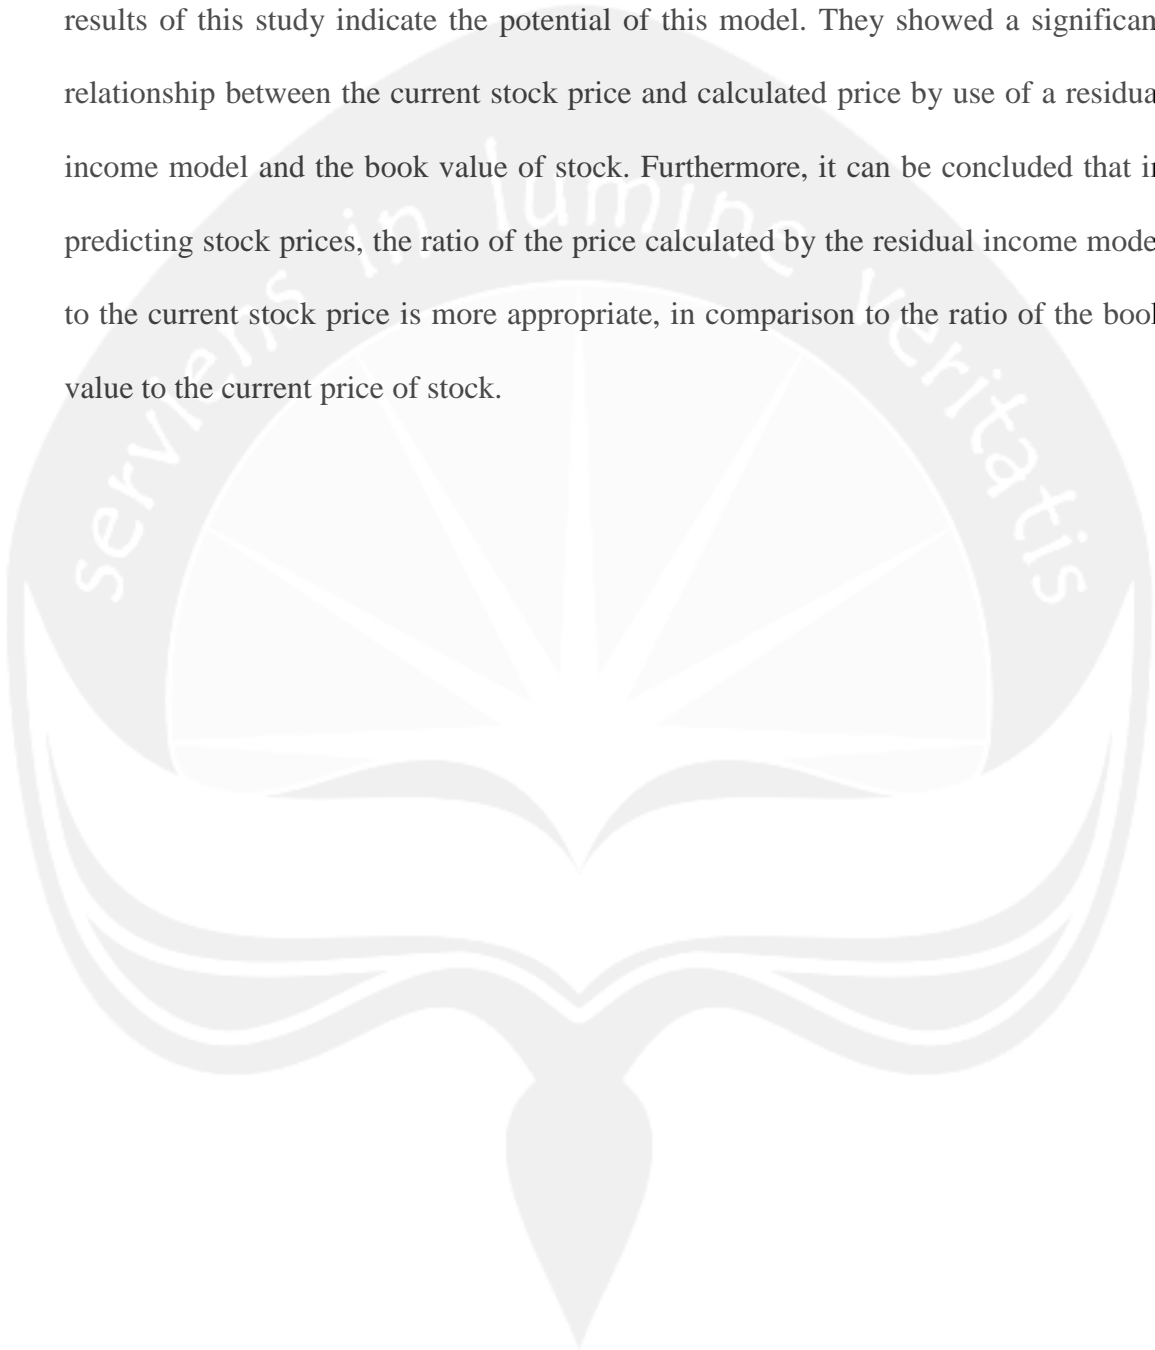 results of this study indicate the potential of this model. They showed a significan
relationship between the current stock price and calculated price by use of a residua
income model and the book value of stock. Furthermore, it can be concluded that i
predicting stock prices, the ratio of the price calculated by the residual income mode
to the current stock price is more appropriate, in comparison to the ratio of the boo
value to the current price of stock.
serviens in lumine veritatis